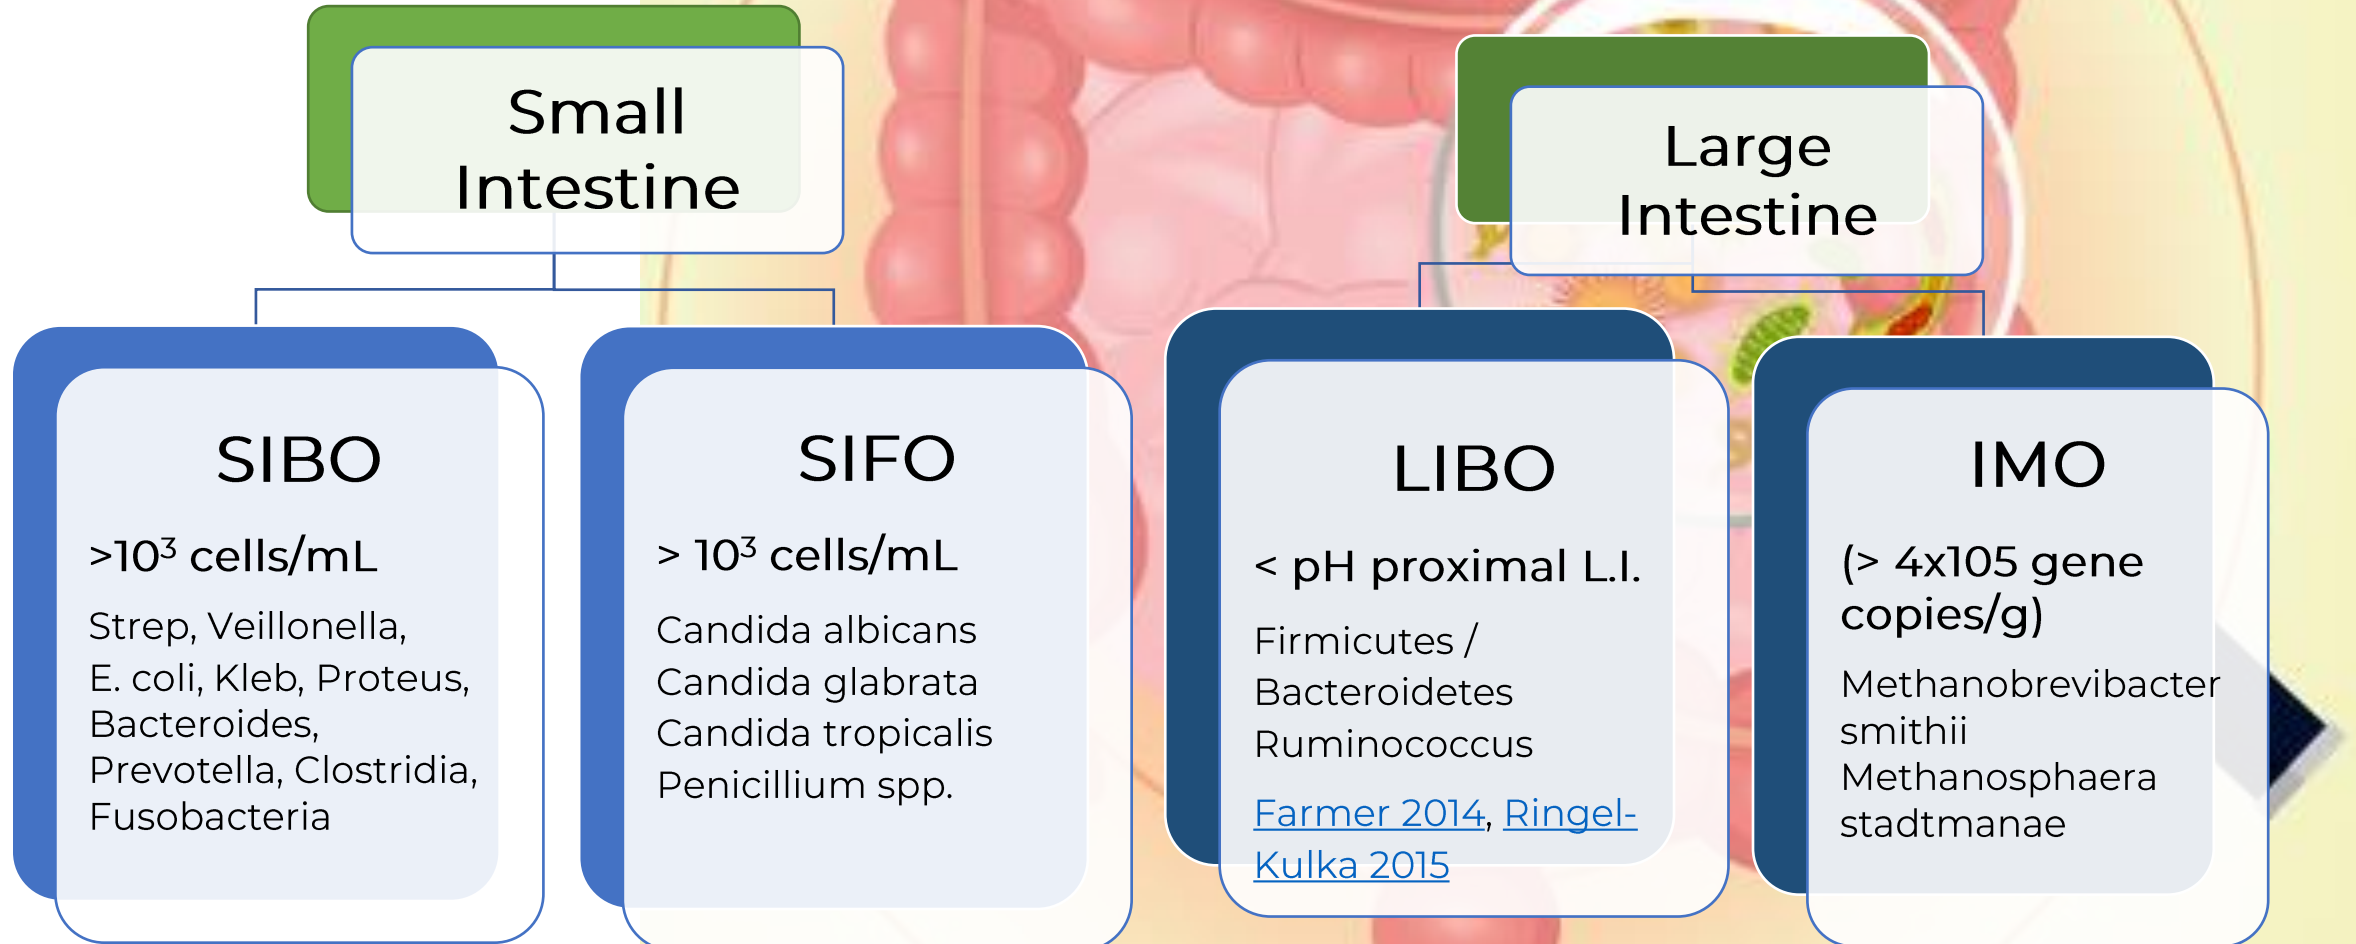 Small
Intestine
SIBO
>10³ cells/mL
Strep, Veillonella,
E. coli, Kleb, Proteus,
Bacteroides,
Prevotella, Clostridia,
Fusobacteria
SIFO
> 10³ cells/mL
Candida albicans
Candida glabrata
Candida tropicalis
Penicillium spp.
Large
Intestine
LIBO
< pH proximal L.I.
Firmicutes /
Bacteroidetes
Ruminococcus
Farmer 2014, Ringel-
Kulka 2015
IMO
(> 4x105 gene
copies/g)
Methanobrevibacter
smithii
Methanosphaera
stadtmanae